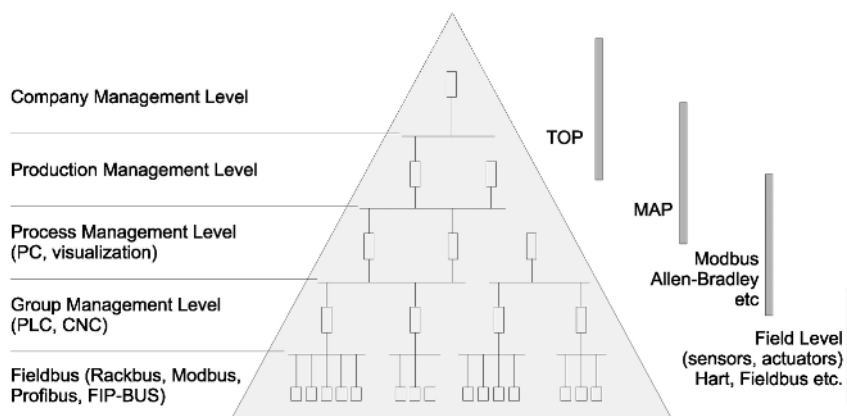 Company Management Level
TOP
Production Management Level
MAP
Process Management Level
(PC, visualization)
Modbus
Allen-Bradley
etc
Group Management Level
(PLC, CNC)
Field Level
(sensors, actuators)
Hart, Fieldbus etc.
Fieldbus (Rackbus, Modbus,
Profibus, FIP-BUS)